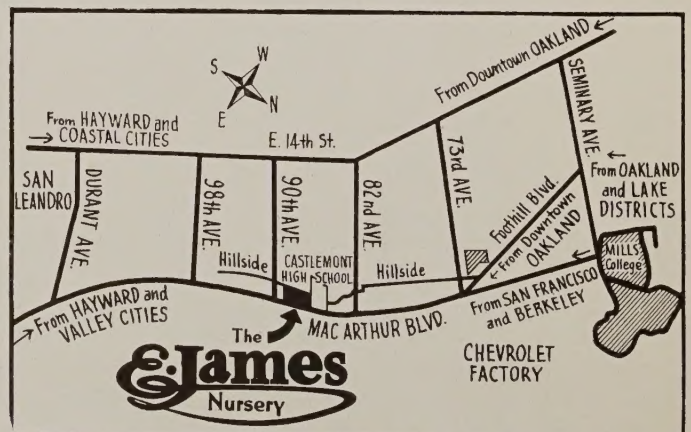 S
W
E
N
From HAYWARD and
COASTAL CITIES
E. 14th St.
From DOWNTOWN OAKLAND
SEMINARY AVE.
From OAKLAND
and LAKE
DISTRICTS
SAN
LEANDRO
DURANT AVE.
98th AVE.
90th AVE.
82nd AVE.
73rd AVE.
Foothill Blvd.
From Downtown
OAKLAND
MILLS
College
Hillside
CASTLEMONT
HIGH SCHOOL
Hillside
From HAYWARD and
VALLEY CITIES
MAC ARTHUR BLVD.
From SAN FRANCISCO
and BERKELEY
CHEVROLET
FACTORY
The
E. James
Nursery